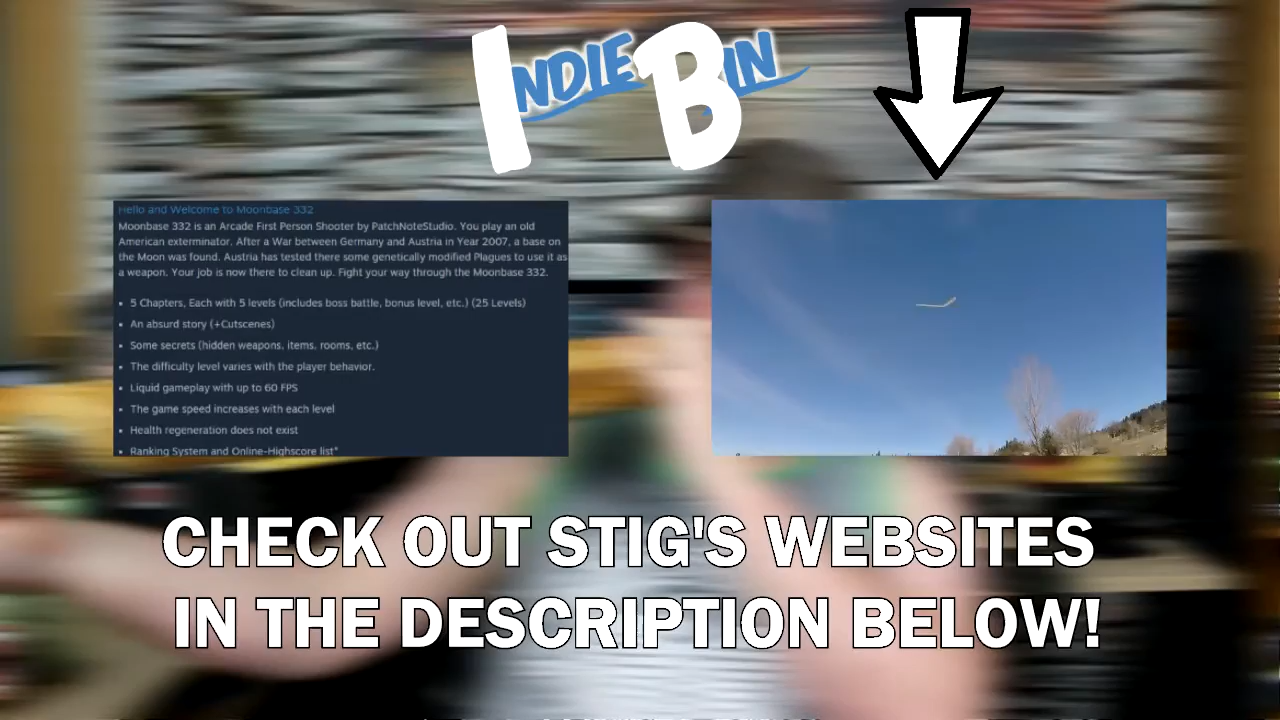 INDIE BIN
Hello and Welcome to Moonbase 332
Moonbase 332 is an Arcade First Person Shooter by PatchNoteStudio. You play an old
American exterminator. After a War between Germany and Austria in Year 2007, a base on
the Moon was found. Austria has tested there some genetically modified Plagues to use it as
a weapon. Your job is now there to clean up. Fight your way through the Moonbase 332.
• 5 Chapters, Each with 5 levels (includes boss battle, bonus level, etc.) (25 Levels)
• An absurd story (+Cutscenes)
• Some secrets (hidden weapons, items, rooms, etc.)
• The difficulty level varies with the player behavior.
• Liquid gameplay with up to 60 FPS
• The game speed increases with each level
• Health regeneration does not exist
• Ranking System and Online-Highscore list*
CHECK OUT STIG'S WEBSITES
IN THE DESCRIPTION BELOW!